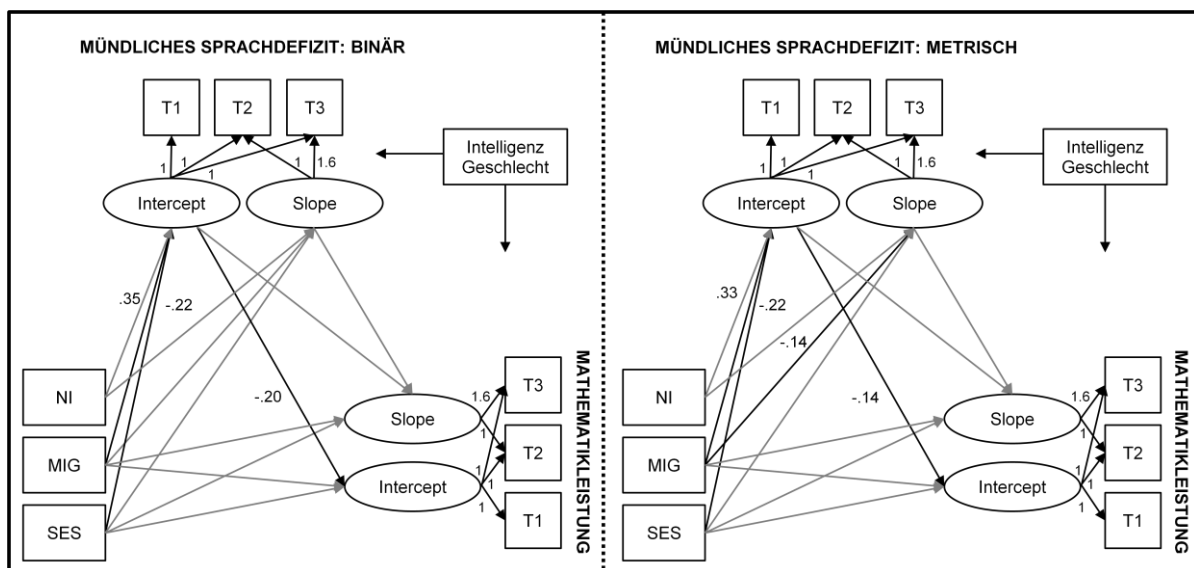 MÜNDLICHES SPRACHDEFIZIT: BINÄR
T1 T2 T3
Intelligenz
Geschlecht
1 1 1 1 1.6
Intercept Slope
.35 -.22
-.20
NI
MIG
SES
Slope
Intercept
1.6
1
1
1
1
T3
T2
T1
MATHEMATIKLEISTUNG
MÜNDLICHES SPRACHDEFIZIT: METRISCH
T1 T2 T3
Intelligenz
Geschlecht
1 1 1 1 1.6
Intercept Slope
.33 -.22
-.14
-.14
NI
MIG
SES
Slope
Intercept
1.6
1
1
1
1
T3
T2
T1
MATHEMATIKLEISTUNG